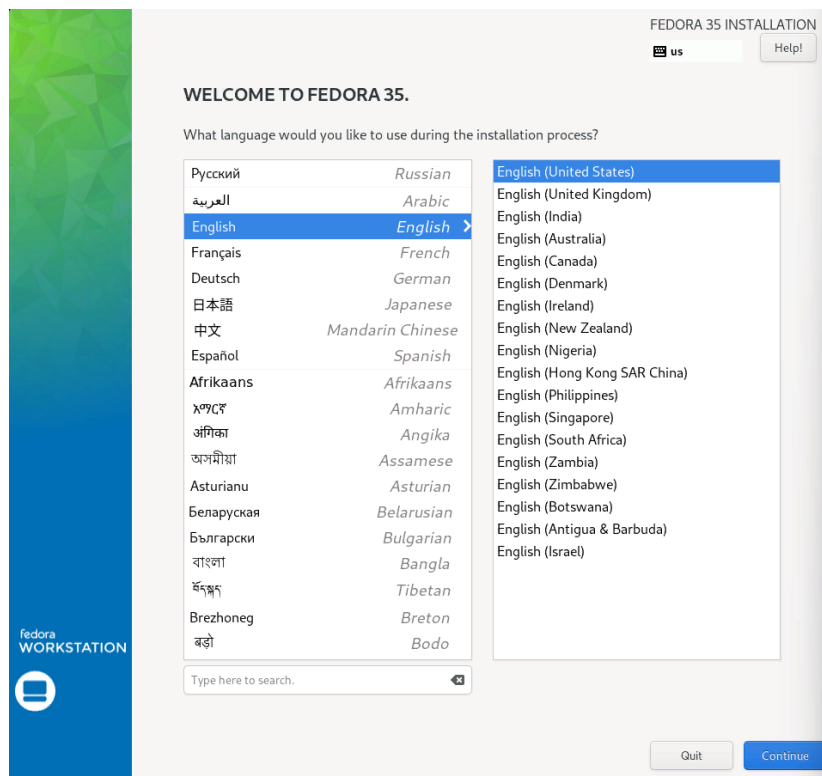 FEDORA 35 INSTALLATION
us
Help!
WELCOME TO FEDORA 35.
What language would you like to use during the installation process?
Русский Russian
العربية Arabic
English English
Français French
Deutsch German
日本語 Japanese
中文 Mandarin Chinese
Español Spanish
Afrikaans Afrikaans
አማርኛ Amharic
अंगिका Angika
অসমীয়া Assamese
Asturianu Asturian
Беларуская Belarusian
Български Bulgarian
বাংলা Bangla
བོད་སྐད་ Tibetan
Brezhoneg Breton
बड़ो Bodo
Type here to search.
English (United States)
English (United Kingdom)
English (India)
English (Australia)
English (Canada)
English (Denmark)
English (Ireland)
English (New Zealand)
English (Nigeria)
English (Hong Kong SAR China)
English (Philippines)
English (Singapore)
English (South Africa)
English (Zambia)
English (Zimbabwe)
English (Botswana)
English (Antigua & Barbuda)
English (Israel)
fedora
WORKSTATION
Quit
Continue